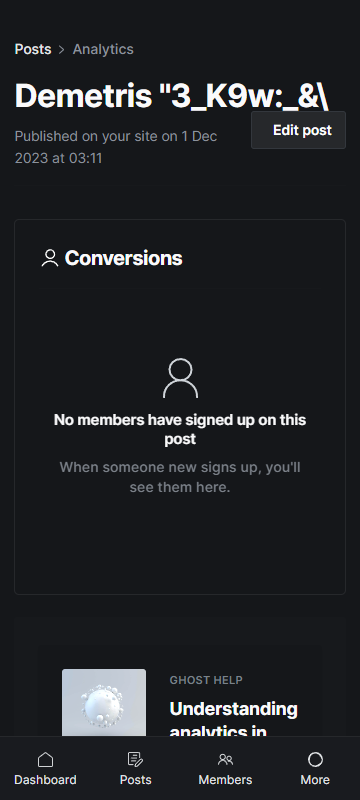 Posts > Analytics
Demetris "3_K9w:_&\
Published on your site on 1 Dec
2023 at 03:11
Edit post
Conversions
No members have signed up on this
post
When someone new signs up, you'll
see them here.
GHOST HELP
Understanding
analytics in
Dashboard
Posts
Members
More